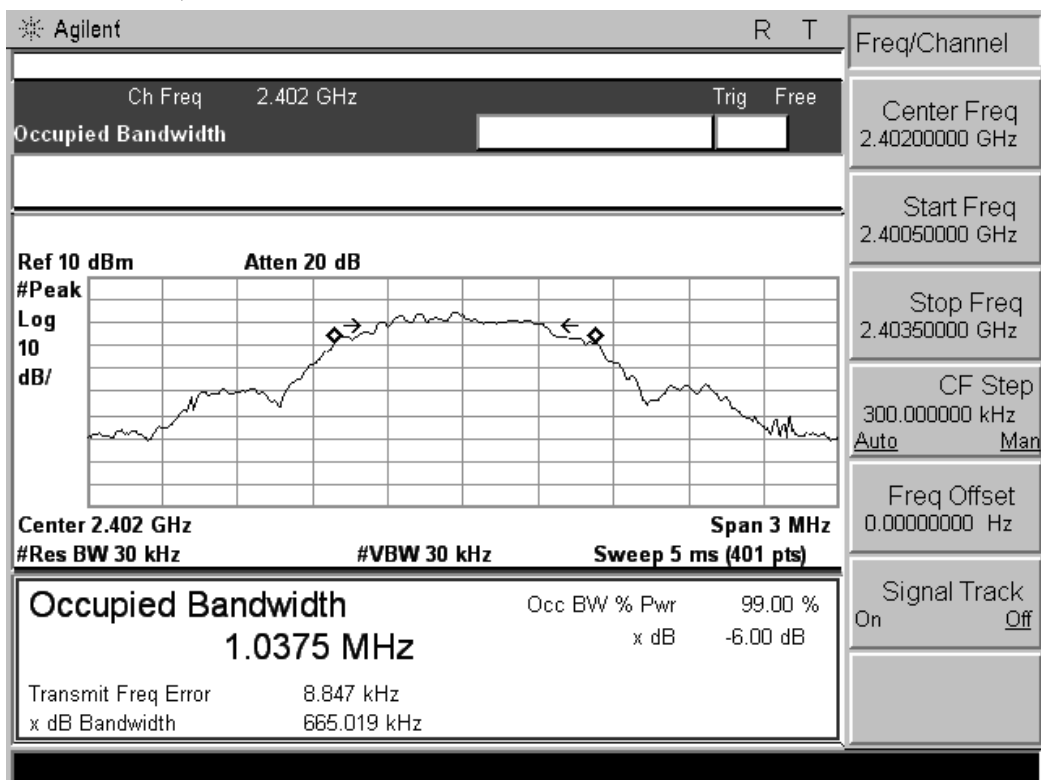 Agilent R T
Freq/Channel
Ch Freq 2.402 GHz Trig Free
Occupied Bandwidth
Center Freq
2.40200000 GHz
Start Freq
2.40050000 GHz
Ref 10 dBm Atten 20 dB
#Peak
Log
10
dB/
Stop Freq
2.40350000 GHz
CF Step
300.000000 kHz
Auto Man
Freq Offset
0.00000000 Hz
Center 2.402 GHz Span 3 MHz
#Res BW 30 kHz #VBW 30 kHz Sweep 5 ms (401 pts)
Signal Track
On Off
Occupied Bandwidth Occ BW % Pwr 99.00 %
1.0375 MHz x dB -6.00 dB
Transmit Freq Error 8.847 kHz
x dB Bandwidth 665.019 kHz